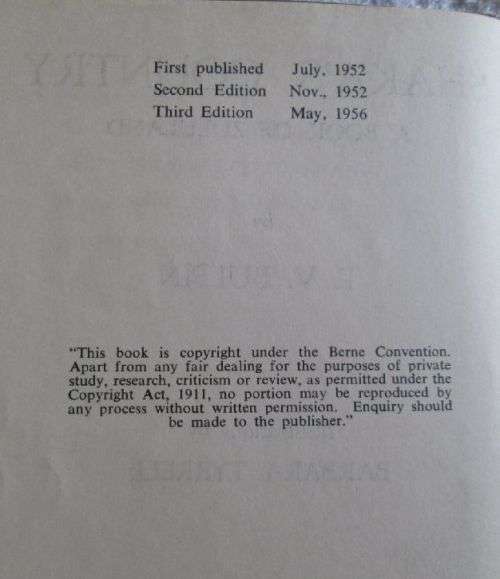 First published July, 1952
Second Edition Nov., 1952
Third Edition May, 1956
"This book is copyright under the Berne Convention.
Apart from any fair dealing for the purposes of private
study, research, criticism or review, as permitted under the
Copyright Act, 1911, no portion may be reproduced by
any process without written permission. Enquiry should
be made to the publisher."